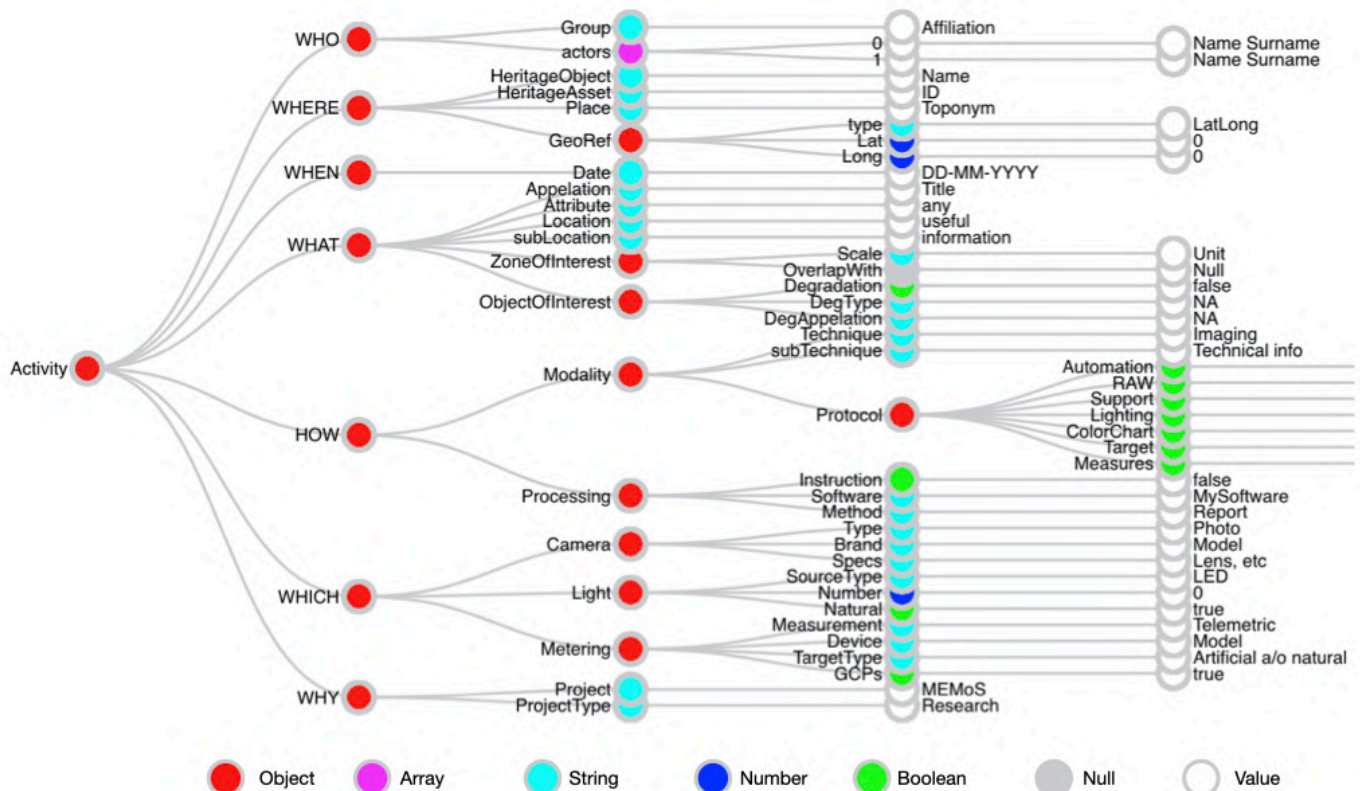 Group Affiliation
WHO actors 0 Name Surname
1 Name Surname
HeritageObject Name
HeritageAsset ID
WHERE Place Toponym
type LatLong
GeoRef Lat 0
Long 0
WHEN Date DD-MM-YYYY
Appelation Title
Attribute any
Location useful
WHAT subLocation information
Scale Unit
ZoneOfInterest OverlapWith Null
Degradation false
ObjectOfInterest DegType NA
DegAppelation NA
Technique Imaging
subTechnique Technical info
Activity Modality Automation
RAW
Support
Protocol Lighting
HOW ColorChart
Target
Measures
Instruction false
Processing Software MySoftware
Method Report
Type Photo
Camera Brand Model
Specs Lens, etc
SourceType LED
WHICH Light Number 0
Natural true
Measurement Telemetric
Metering Device Model
TargetType Artificial a/o natural
GCPs true
WHY Project MEMoS
ProjectType Research
Object Array String Number Boolean Null Value